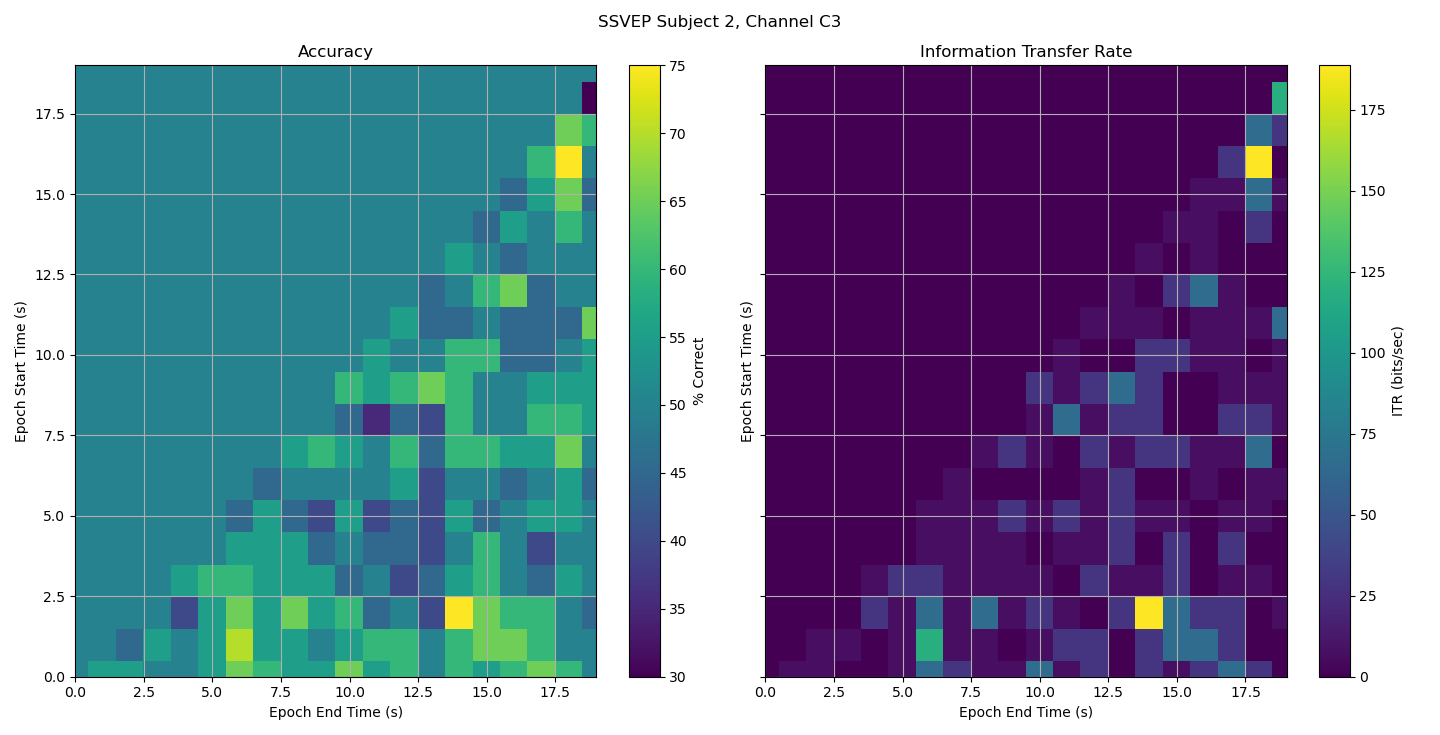 SSVEP Subject 2, Channel C3
Accuracy
Epoch Start Time (s)
17.5
15.0
12.5
10.0
7.5
5.0
2.5
0.0
0.0 2.5 5.0 7.5 10.0 12.5 15.0 17.5
Epoch End Time (s)
75
70
65
60
55
50
45
40
35
30
% Correct
Information Transfer Rate
Epoch Start Time (s)
0.0 2.5 5.0 7.5 10.0 12.5 15.0 17.5
Epoch End Time (s)
175
150
125
100
75
50
25
0
ITR (bits/sec)